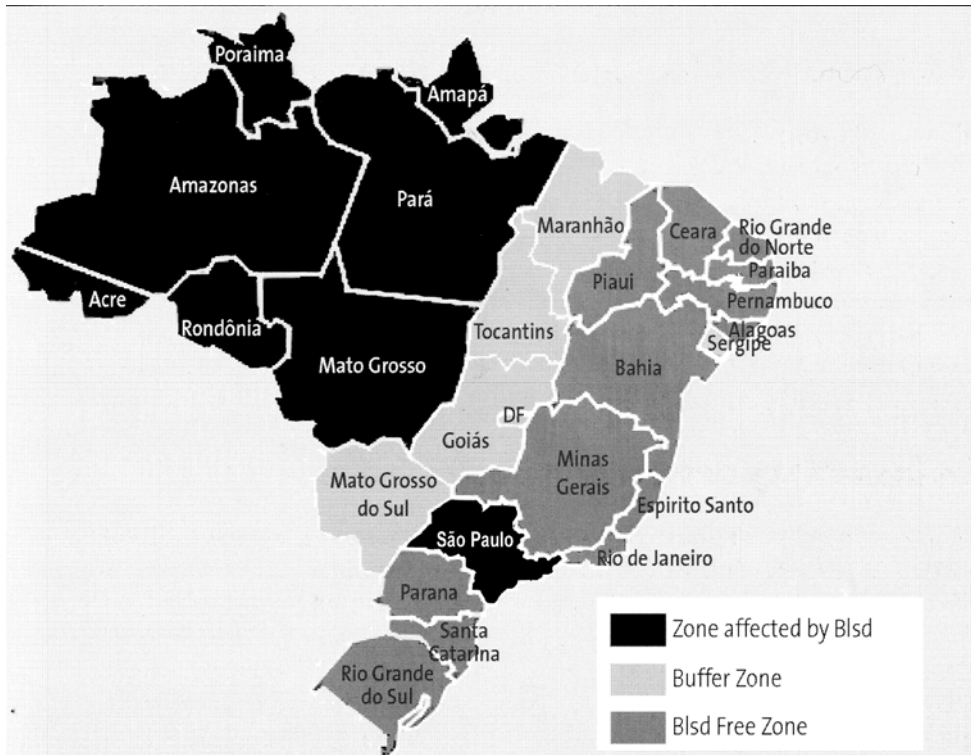 Poraima
Amapá
Amazonas
Pará
Maranhão
Ceara
Rio Grande
do Norte
Piaui
Paraiba
Acre
Rondônia
Pernambuco
Tocantins
Alagoas
Sergipe
Mato Grosso
Bahia
DF
Goiás
Minas
Gerais
Mato Grosso
do Sul
Espirito Santo
São Paulo
Rio de Janeiro
Parana
Santa
Catarina
Rio Grande
do Sul
Zone affected by Blsd
Buffer Zone
Blsd Free Zone